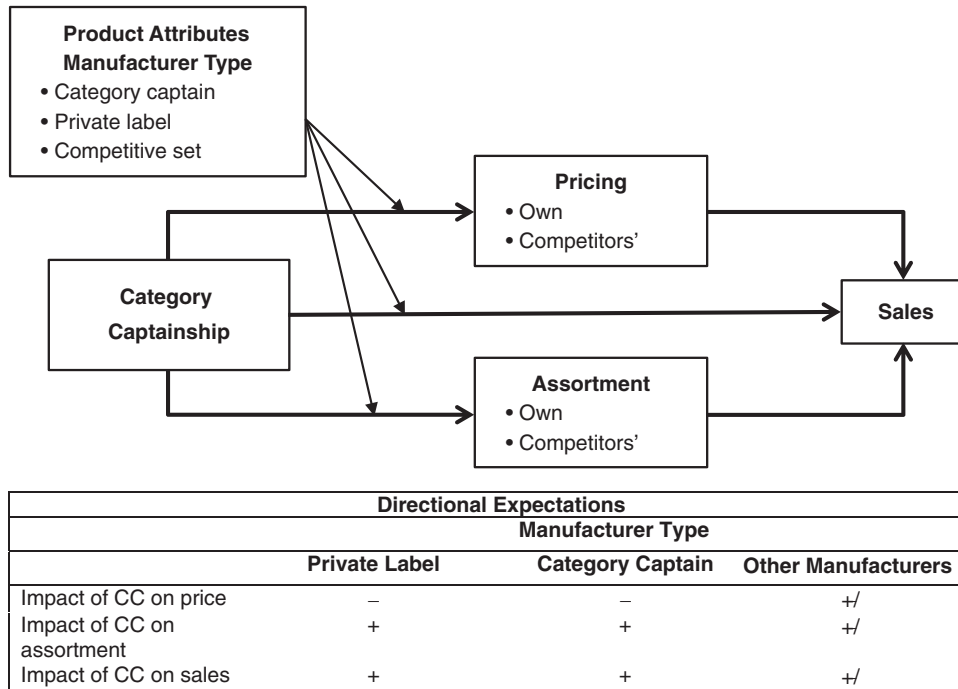 Product Attributes
Manufacturer Type
• Category captain
• Private label
• Competitive set
Pricing
• Own
• Competitors’
Category
Captainship
Sales
Assortment
• Own
• Competitors’
Directional Expectations
Manufacturer Type
Private Label Category Captain Other Manufacturers
Impact of CC on price – – +/
Impact of CC on
assortment + + +/
Impact of CC on sales + + +/